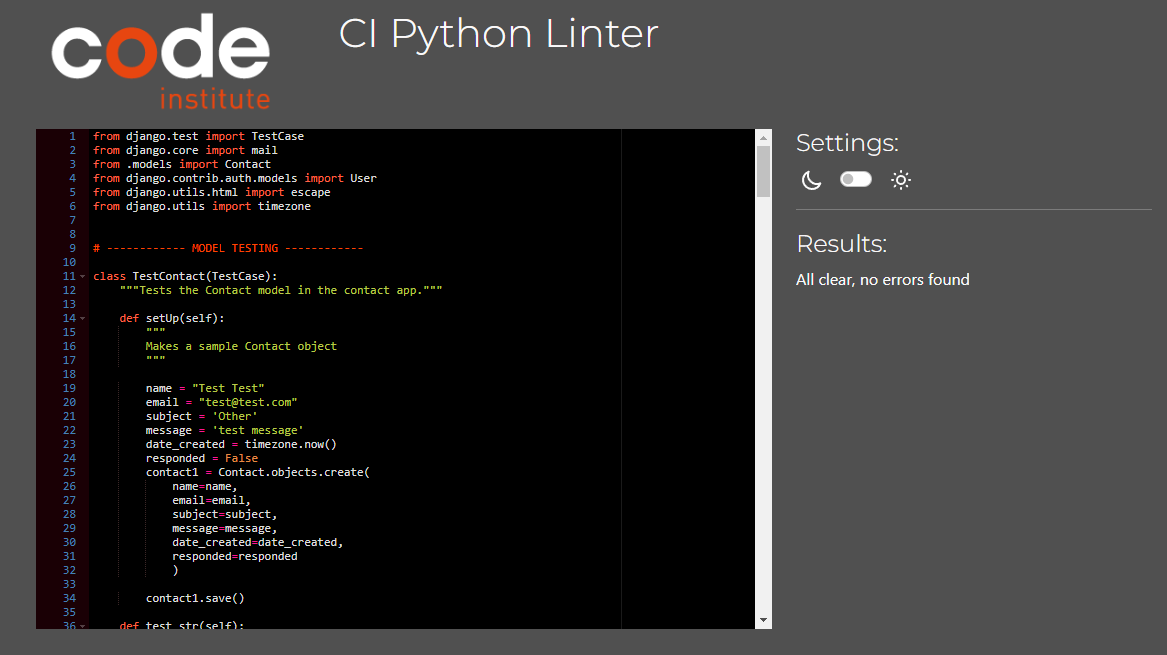 code
institute
CI Python Linter
1 from django.test import TestCase
2 from django.core import mail
3 from .models import Contact
4 from django.contrib.auth.models import User
5 from django.utils.html import escape
6 from django.utils import timezone
7
8
9 # ------------ MODEL TESTING ------------
10
11 class TestContact(TestCase):
12     """Tests the Contact model in the contact app."""
13
14     def setUp(self):
15         """
16         Makes a sample Contact object
17         """
18
19         name = "Test Test"
20         email = "test@test.com"
21         subject = 'Other'
22         message = 'test message'
23         date_created = timezone.now()
24         responded = False
25         contact1 = Contact.objects.create(
26             name=name,
27             email=email,
28             subject=subject,
29             message=message,
30             date_created=date_created,
31             responded=responded
32             )
33
34         contact1.save()
35
36     def test_str(self):
Settings:
Results:
All clear, no errors found